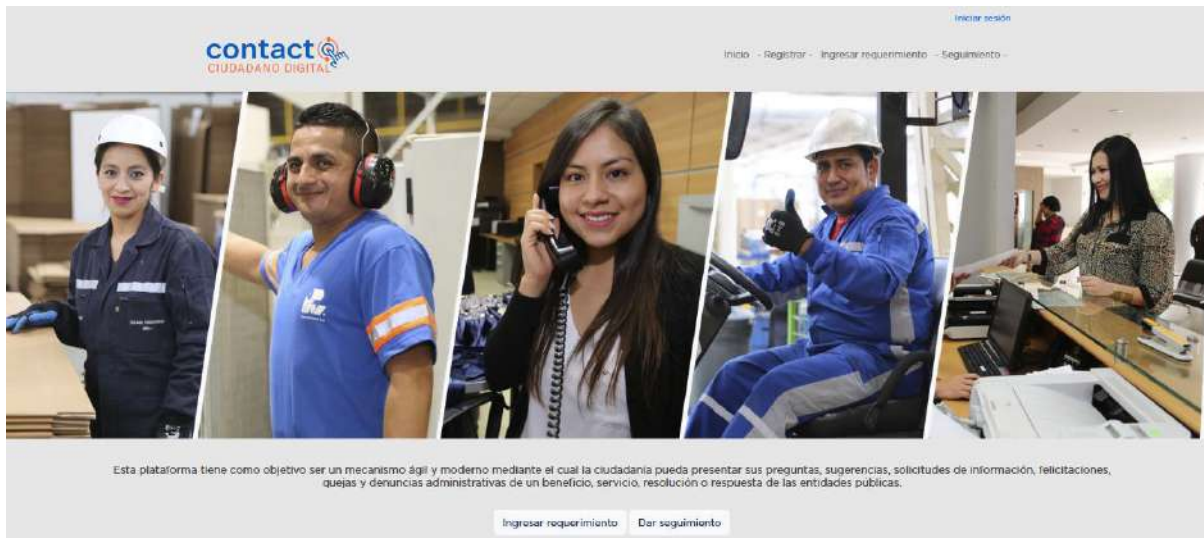 Iniciar sesión
contact
CIUDADANO DIGITAL
Inicio - Registrar - Ingresar requerimiento - Seguimiento -
Esta plataforma tiene como objetivo ser un mecanismo ágil y moderno mediante el cual la ciudadanía pueda presentar sus preguntas, sugerencias, solicitudes de información, felicitaciones,
quejas y denuncias administrativas de un beneficio, servicio, resolución o respuesta de las entidades públicas.
Ingresar requerimiento Dar seguimiento